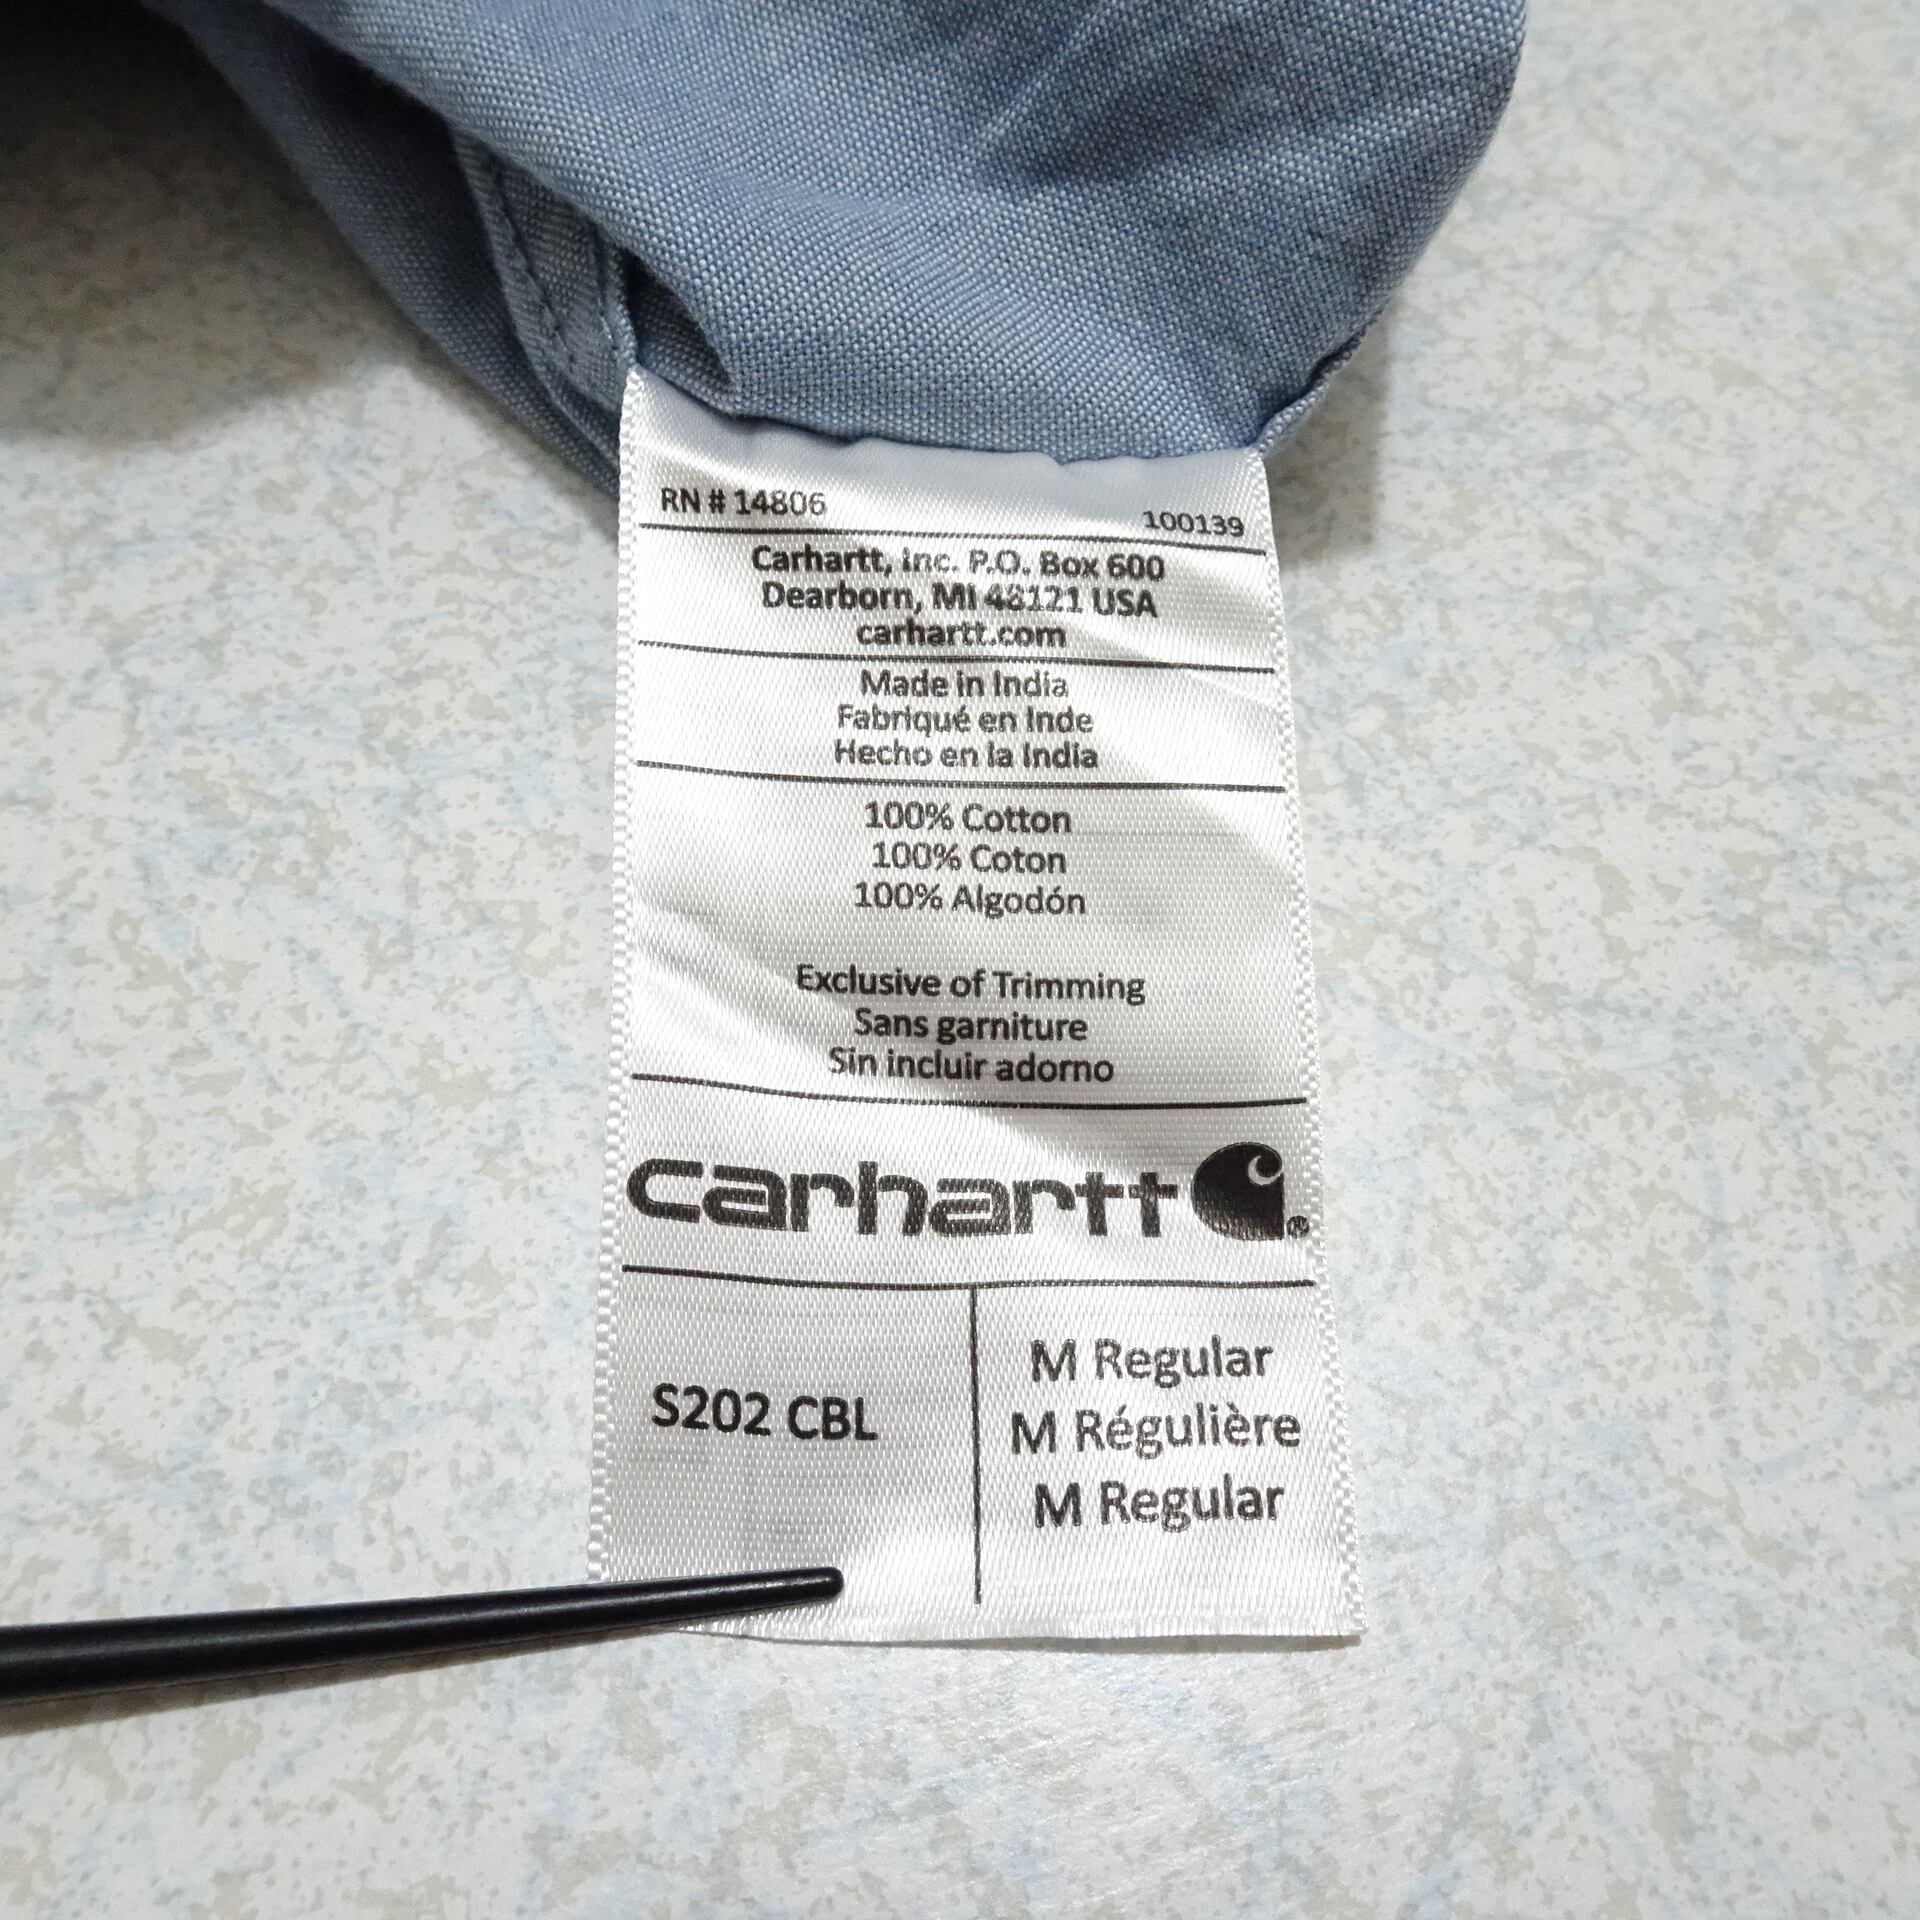 RN # 14806 100139
Carhartt, Inc. P.O. Box 600
Dearborn, MI 48121 USA
carhartt.com
Made in India
Fabriqué en Inde
Hecho en la India
100% Cotton
100% Coton
100% Algodón
Exclusive of Trimming
Sans garniture
Sin incluir adorno
carhartt ®
S202 CBL
M Regular
M Régulière
M Regular